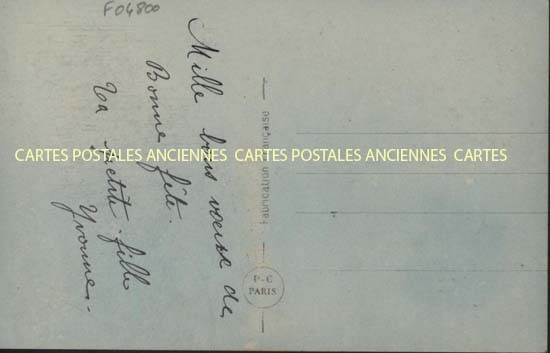 F04800
Mille bons voeux de
Bonne fête.
Ta petite fille
Yvonne.
CARTES POSTALES ANCIENNES CARTES POSTALES ANCIENNES CARTES
Fabrication Française
P-C
PARIS